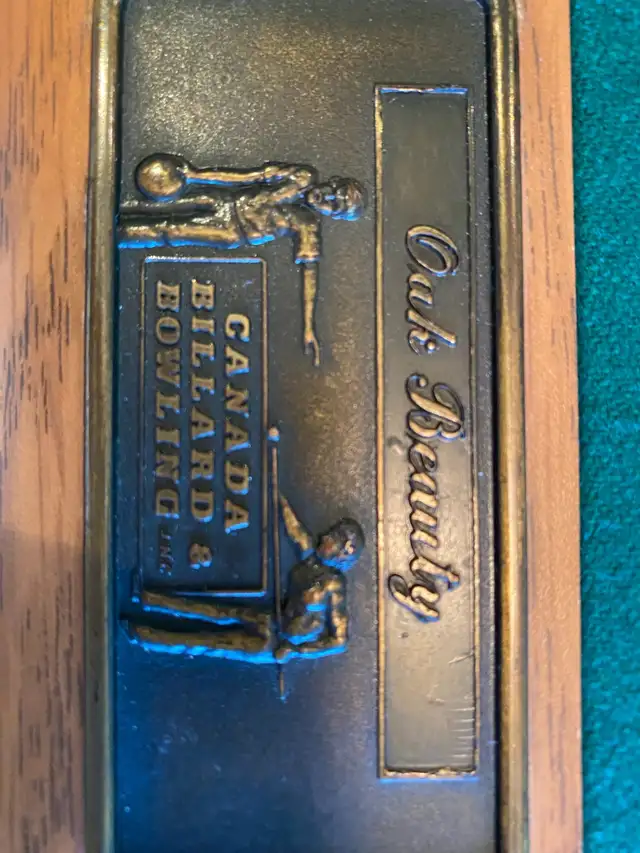 Oak Beauty
CANADA
BILLARD &
BOWLING INC.